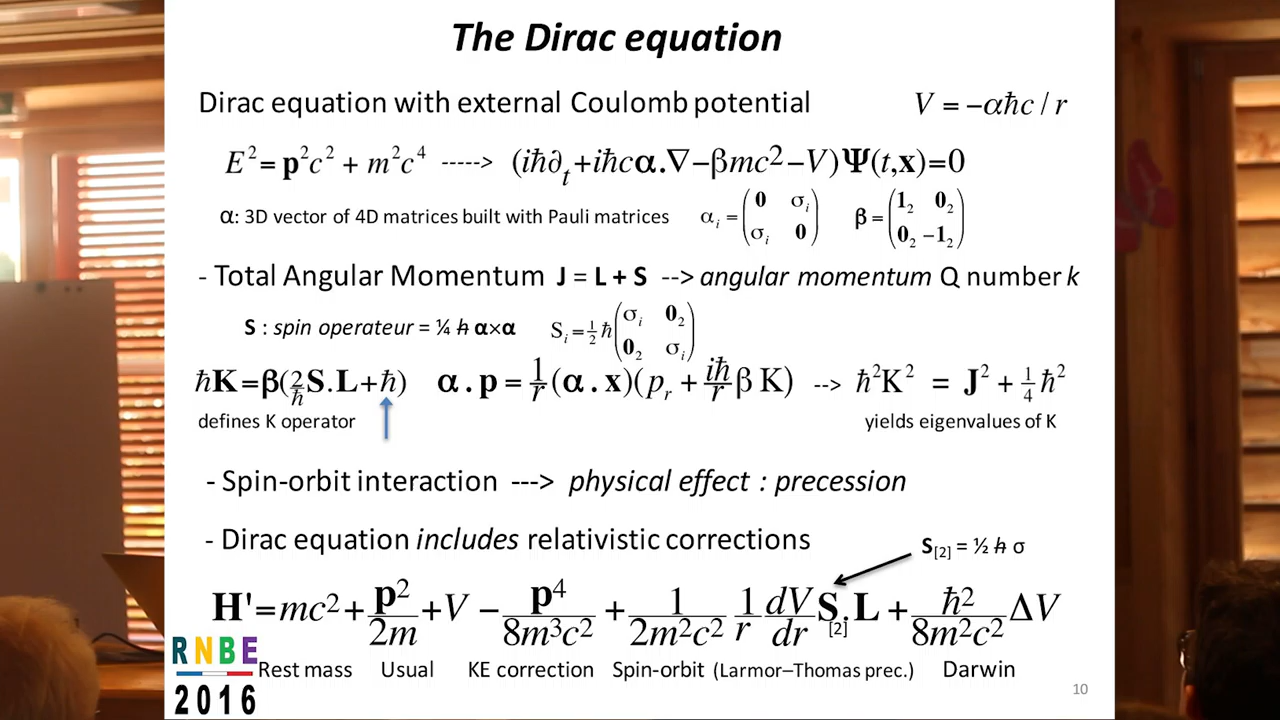 The Dirac equation
Dirac equation with external Coulomb potential V = −αħc / r
E² = p²c² + m²c⁴ -----> (iħ∂ₜ+iħcα.∇−βmc²−V)Ψ(t,x)=0
α: 3D vector of 4D matrices built with Pauli matrices αᵢ = (0 σᵢ; σᵢ 0) β = (1₂ 0₂; 0₂ −1₂)
- Total Angular Momentum J = L + S --> angular momentum Q number k
S : spin operateur = ¼ ħ α×α Sᵢ = ½ ħ (σᵢ 0₂; 0₂ σᵢ)
ħK=β(2/ħ S.L+ħ) α . p = 1/r (α . x)(pᵣ + iħ/r β K) --> ħ²K² = J² + ¼ ħ²
defines K operator yields eigenvalues of K
- Spin-orbit interaction ---> physical effect : precession
- Dirac equation includes relativistic corrections
S[2] = ½ ħ σ
H'=mc²+p²/2m+V − p⁴/8m³c² + 1/2m²c² 1/r dV/dr S[2].L + ħ²/8m²c² ΔV
Rest mass Usual KE correction Spin-orbit (Larmor–Thomas prec.) Darwin
RNBE
2016
10